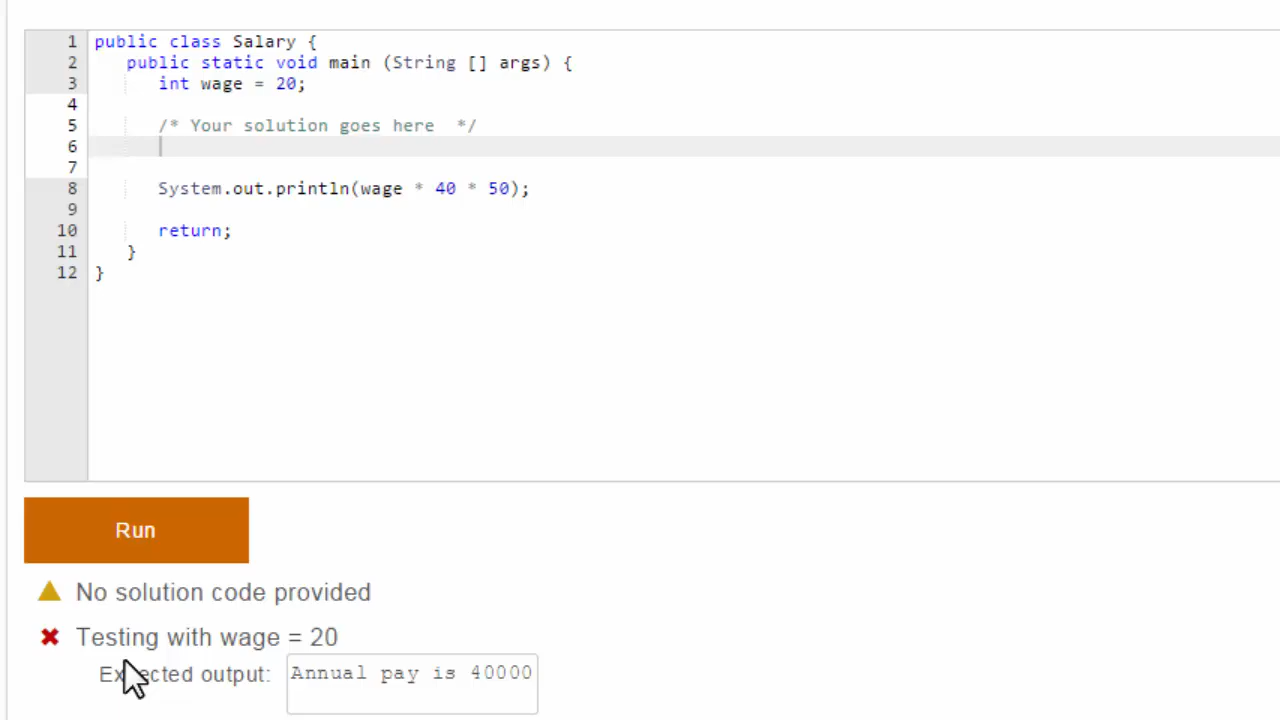 1 public class Salary {
2 public static void main (String [] args) {
3 int wage = 20;
4
5 /* Your solution goes here */
6
7
8 System.out.println(wage * 40 * 50);
9
10 return;
11 }
12 }
Run
No solution code provided
Testing with wage = 20
Expected output: Annual pay is 40000